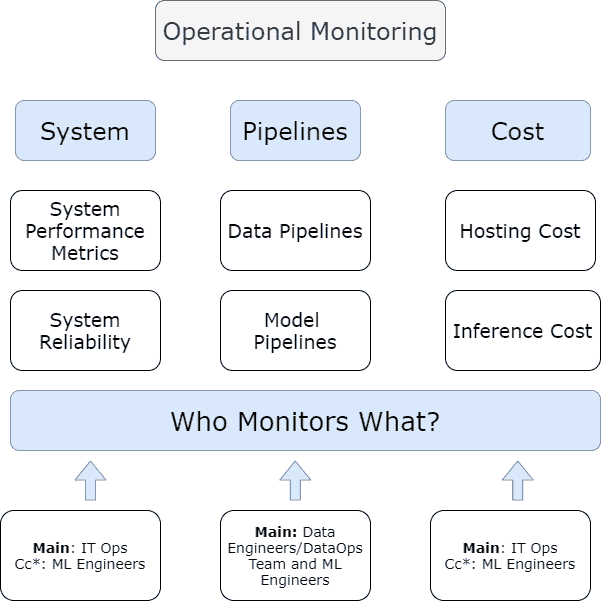 Operational Monitoring
System
Pipelines
Cost
System
Performance
Metrics
Data Pipelines
Hosting Cost
System
Reliability
Model
Pipelines
Inference Cost
Who Monitors What?
Main: IT Ops
Cc*: ML Engineers
Main: Data
Engineers/DataOps
Team and ML
Engineers
Main: IT Ops
Cc*: ML Engineers